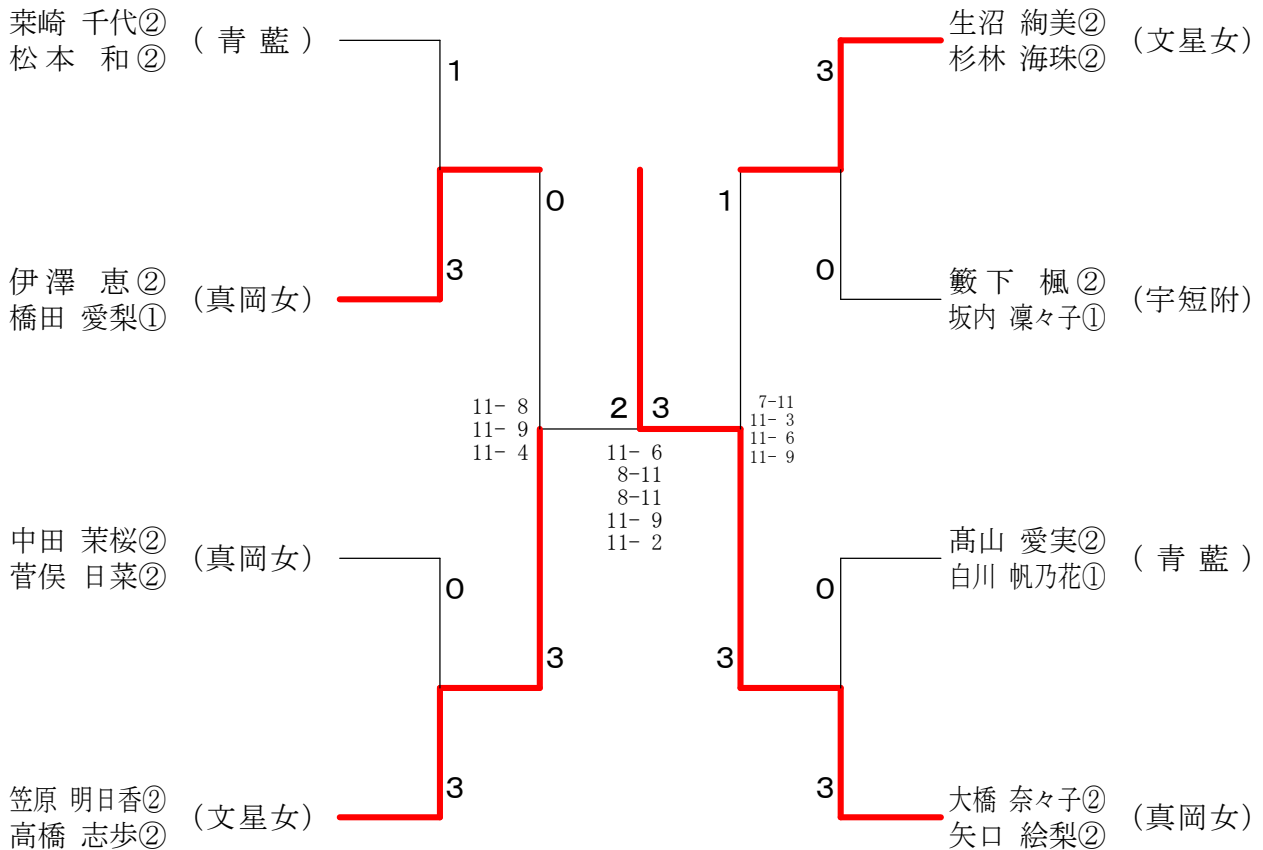 栞崎 千代②
松本 和②
(青藍)
1
伊澤 恵②
橋田 愛梨①
(真岡女)
3
0
中田 茉桜②
菅俣 日菜②
(真岡女)
0
笠原 明日香②
高橋 志歩②
(文星女)
3
3
11- 8
11- 9
11- 4
2
3
11- 6
8-11
8-11
11- 9
11- 2
7-11
11- 3
11- 6
11- 9
生沼 絢美②
杉林 海珠②
(文星女)
3
籔下 楓②
坂内 凜々子①
(宇短附)
0
1
髙山 愛実②
白川 帆乃花①
(青藍)
0
大橋 奈々子②
矢口 絵梨②
(真岡女)
3
3